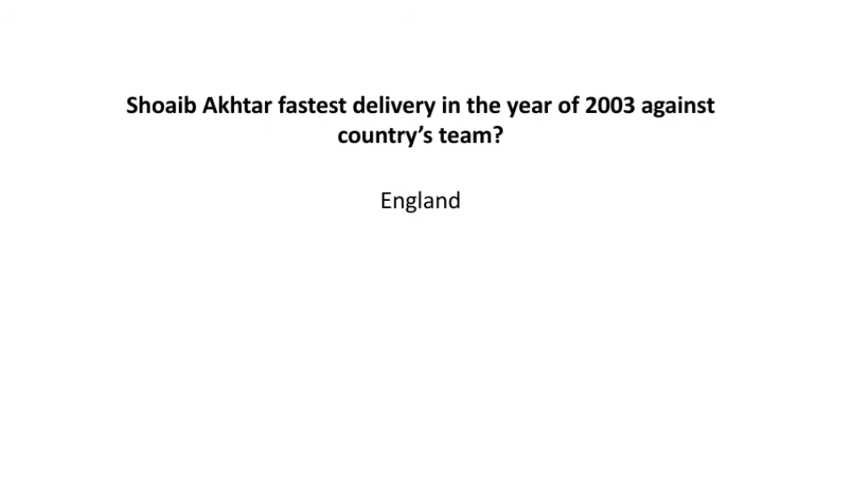 Shoaib Akhtar fastest delivery in the year of 2003 against
country’s team?
England